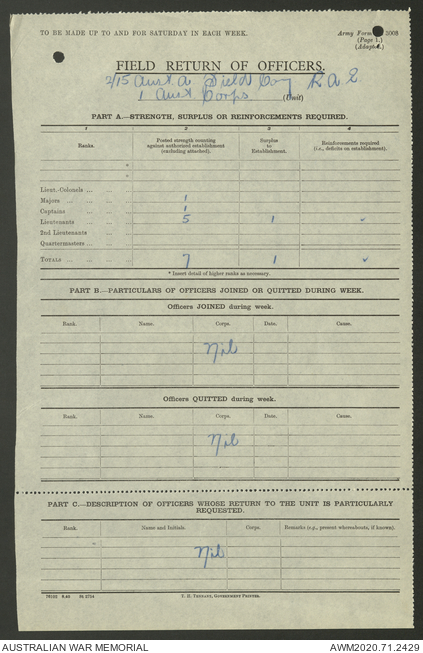 TO BE MADE UP TO AND FOR SATURDAY IN EACH WEEK.
Army Form 3008
(Page 1.)
(Adapted.)
FIELD RETURN OF OFFICERS.
2/15 Aust. Field Coy R.A.E.
1 Aust Corps (Unit)
PART A.—STRENGTH, SURPLUS OR REINFORCEMENTS REQUIRED.
1 2 3 4
Ranks. Posted strength counting against authorized establishment (excluding attached). Surplus to Establishment. Reinforcements required (i.e., deficits on establishment).
*
*
Lieut.-Colonels ...
Majors ... 1
Captains ... 1
Lieutenants ... 5 1
2nd Lieutenants ...
Quartermasters ...
TOTALS ... 7 1
* Insert detail of higher ranks as necessary.
PART B.—PARTICULARS OF OFFICERS JOINED OR QUITTED DURING WEEK.
Officers JOINED during week.
Rank. Name. Corps. Date. Cause.
Nil
Officers QUITTED during week.
Rank. Name. Corps. Date. Cause.
Nil
PART C.—DESCRIPTION OF OFFICERS WHOSE RETURN TO THE UNIT IS PARTICULARLY
REQUESTED.
Rank. Name and Initials. Corps. Remarks (e.g., present whereabouts, if known).
Nil
GOVERNMENT PRINTER.
AUSTRALIAN WAR MEMORIAL AWM2020.71.2429